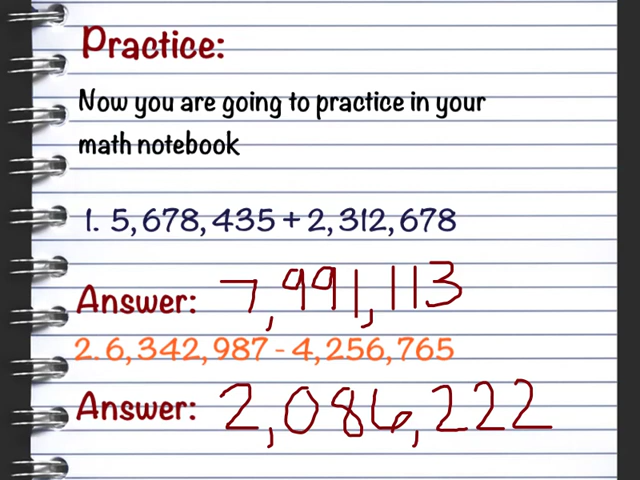 Practice:
Now you are going to practice in your
math notebook
1. 5,678,435 + 2,312,678
Answer: 7,991,113
2. 6,342,987 - 4,256,765
Answer: 2,086,222